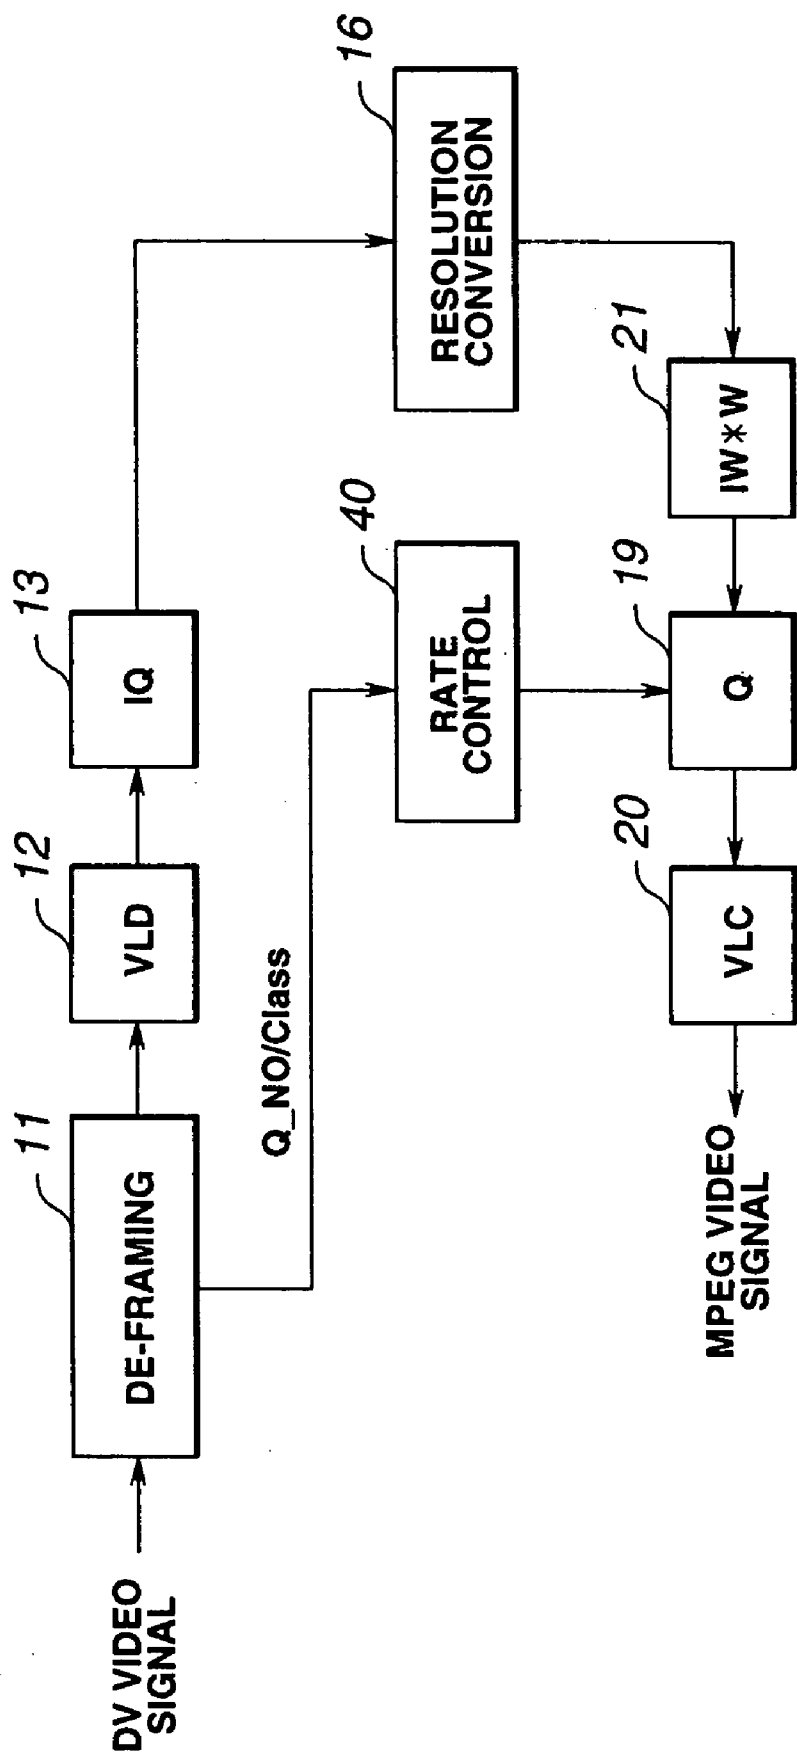 DV VIDEO
SIGNAL
11
DE-FRAMING
12
VLD
13
IQ
Q_NO/Class
40
RATE
CONTROL
16
RESOLUTION
CONVERSION
21
IW*W
19
Q
20
VLC
MPEG VIDEO
SIGNAL